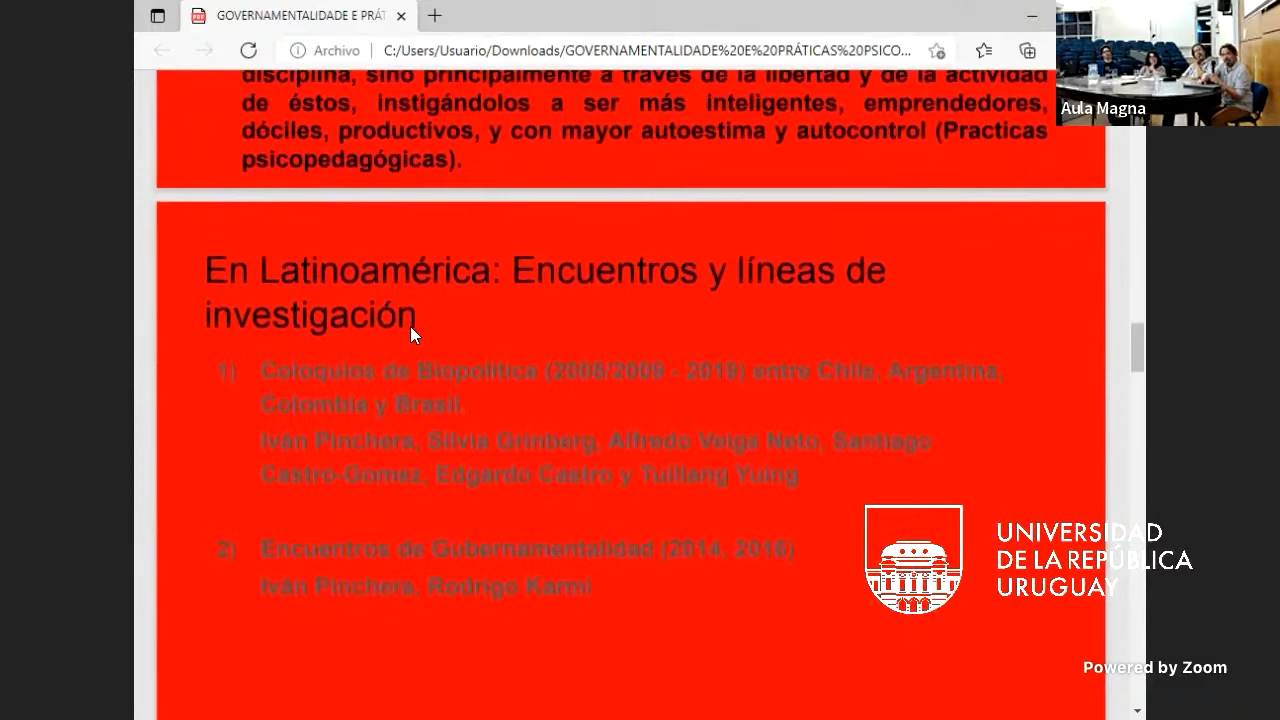 GOVERNAMENTALIDADE E PRÁT
Archivo
C:/Users/Usuario/Downloads/GOVERNAMENTALIDADE%20E%20PRÁTICAS%20PSICO...
Aula Magna
disciplina, sino principalmente a través de la libertad y de la actividad
de éstos, instigándolos a ser más inteligentes, emprendedores,
dóciles, productivos, y con mayor autoestima y autocontrol (Practicas
psicopedagógicas).
En Latinoamérica: Encuentros y líneas de
investigación
1) Coloquios de Biopolítica (2008/2009 - 2019) entre Chile, Argentina,
Colombia y Brasil.
Iván Pinchera, Silvia Grinberg, Alfredo Veiga Neto, Santiago
Castro-Gomez, Edgardo Castro y Tuillang Yuing
2) Encuentros de Gubernamentalidad (2014, 2016)
Iván Pinchera, Rodrigo Karmi
UNIVERSIDAD
DE LA REPÚBLICA
URUGUAY
Powered by Zoom